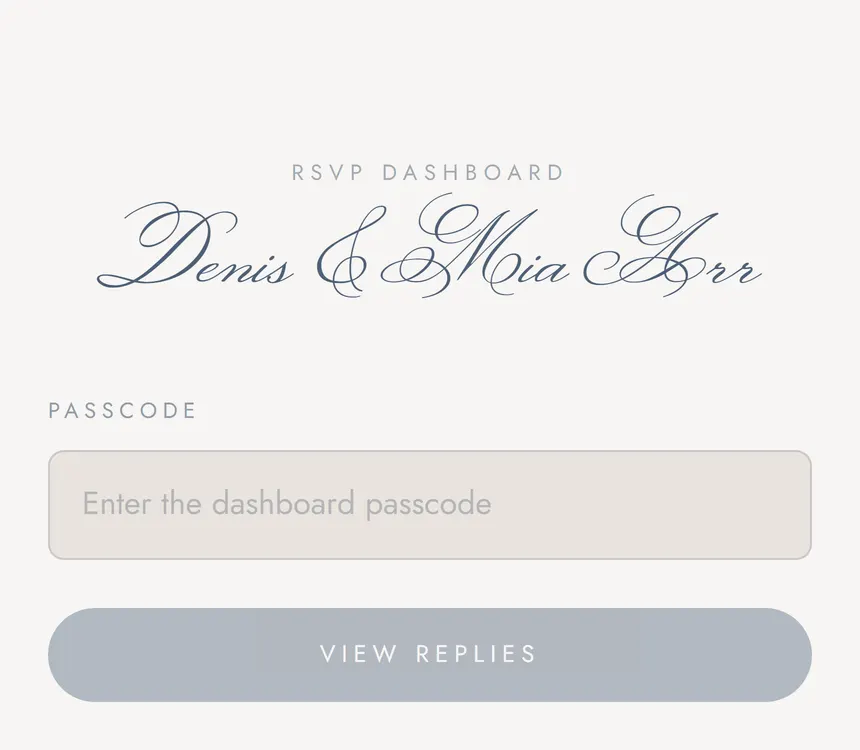 RSVP DASHBOARD
Denis & Mia Arr
PASSCODE
Enter the dashboard passcode
VIEW REPLIES